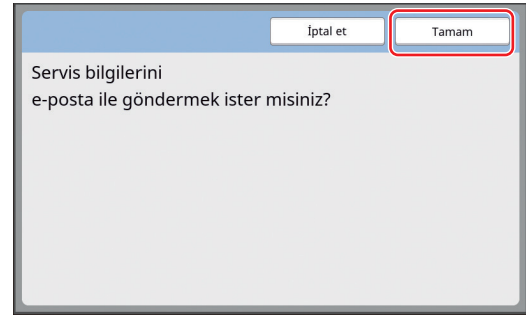 İptal et
Tamam
Servis bilgilerini
e-posta ile göndermek ister misiniz?